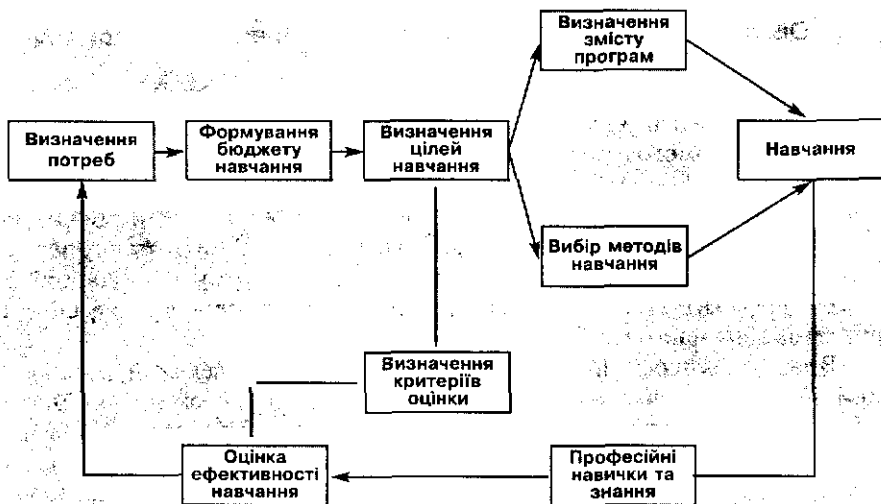 Визначення
змісту
програм
Визначення
потреб
Формування
бюджету
навчання
Визначення
цілей
навчання
Навчання
Вибір методів
навчання
Визначення
критеріїв
оцінки
Оцінка
ефективності
навчання
Професійні
навички та
знання